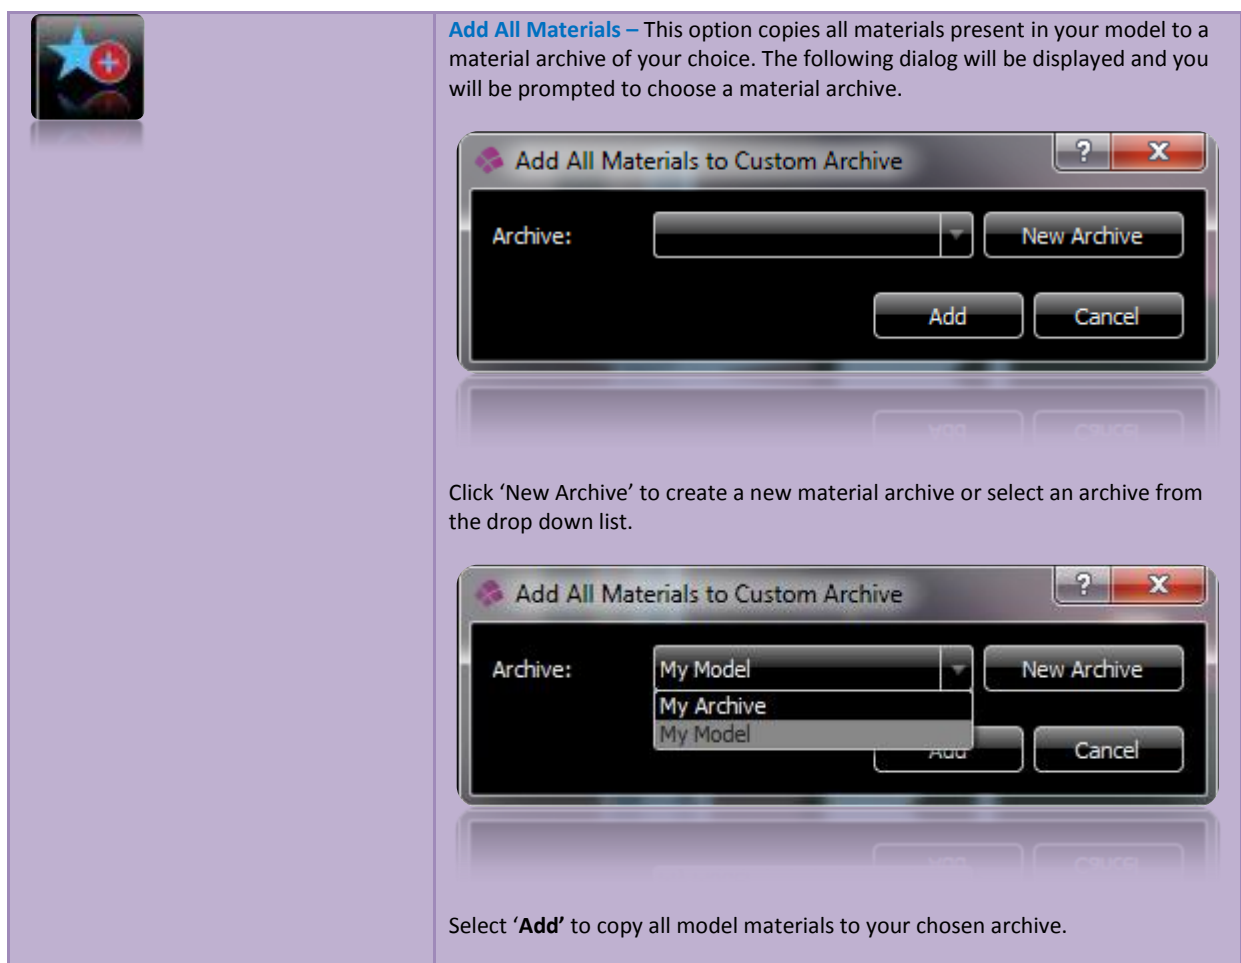 Add All Materials – This option copies all materials present in your model to a
material archive of your choice. The following dialog will be displayed and you
will be prompted to choose a material archive.
Add All Materials to Custom Archive
? X
Archive:
New Archive
Add
Cancel
Click ‘New Archive’ to create a new material archive or select an archive from
the drop down list.
Add All Materials to Custom Archive
? X
Archive:
My Model
New Archive
My Archive
My Model
Add
Cancel
Select ‘Add’ to copy all model materials to your chosen archive.